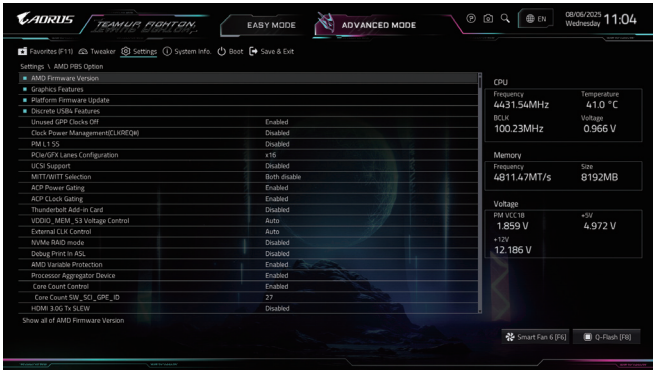 AORUS
TEAM UP. FIGHT ON.
EASY MODE
ADVANCED MODE
EN
08/06/2025
Wednesday
11:04
Favorites (F11)
Tweaker
Settings
System Info.
Boot
Save & Exit
Settings \ AMD PBS Option
AMD Firmware Version
Graphics Features
Platform Firmware Update
Discrete USB4 Features
Unused GPP Clocks Off Enabled
Clock Power Management(CLKREQ#) Disabled
PM L1 SS Disabled
PCIe/GFX Lanes Configuration x16
UCSI Support Disabled
MITT/WITT Selection Both disable
ACP Power Gating Enabled
ACP CLock Gating Enabled
Thunderbolt Add-in Card Disabled
VDDIO_MEM_S3 Voltage Control Auto
External CLK Control Auto
NVMe RAID mode Disabled
Debug Print In ASL Disabled
AMD Variable Protection Enabled
Processor Aggregator Device Enabled
Core Count Control Enabled
Core Count SW_SCI_GPE_ID 27
HDMI 3.0G Tx SLEW Disabled
Show all of AMD Firmware Version
CPU
Frequency Temperature
4431.54MHz 41.0 °C
BCLK Voltage
100.23MHz 0.966 V
Memory
Frequency Size
4811.47MT/s 8192MB
Voltage
PM VCC18 +5V
1.859 V 4.972 V
+12V
12.186 V
Smart Fan 6 [F6]
Q-Flash [F8]